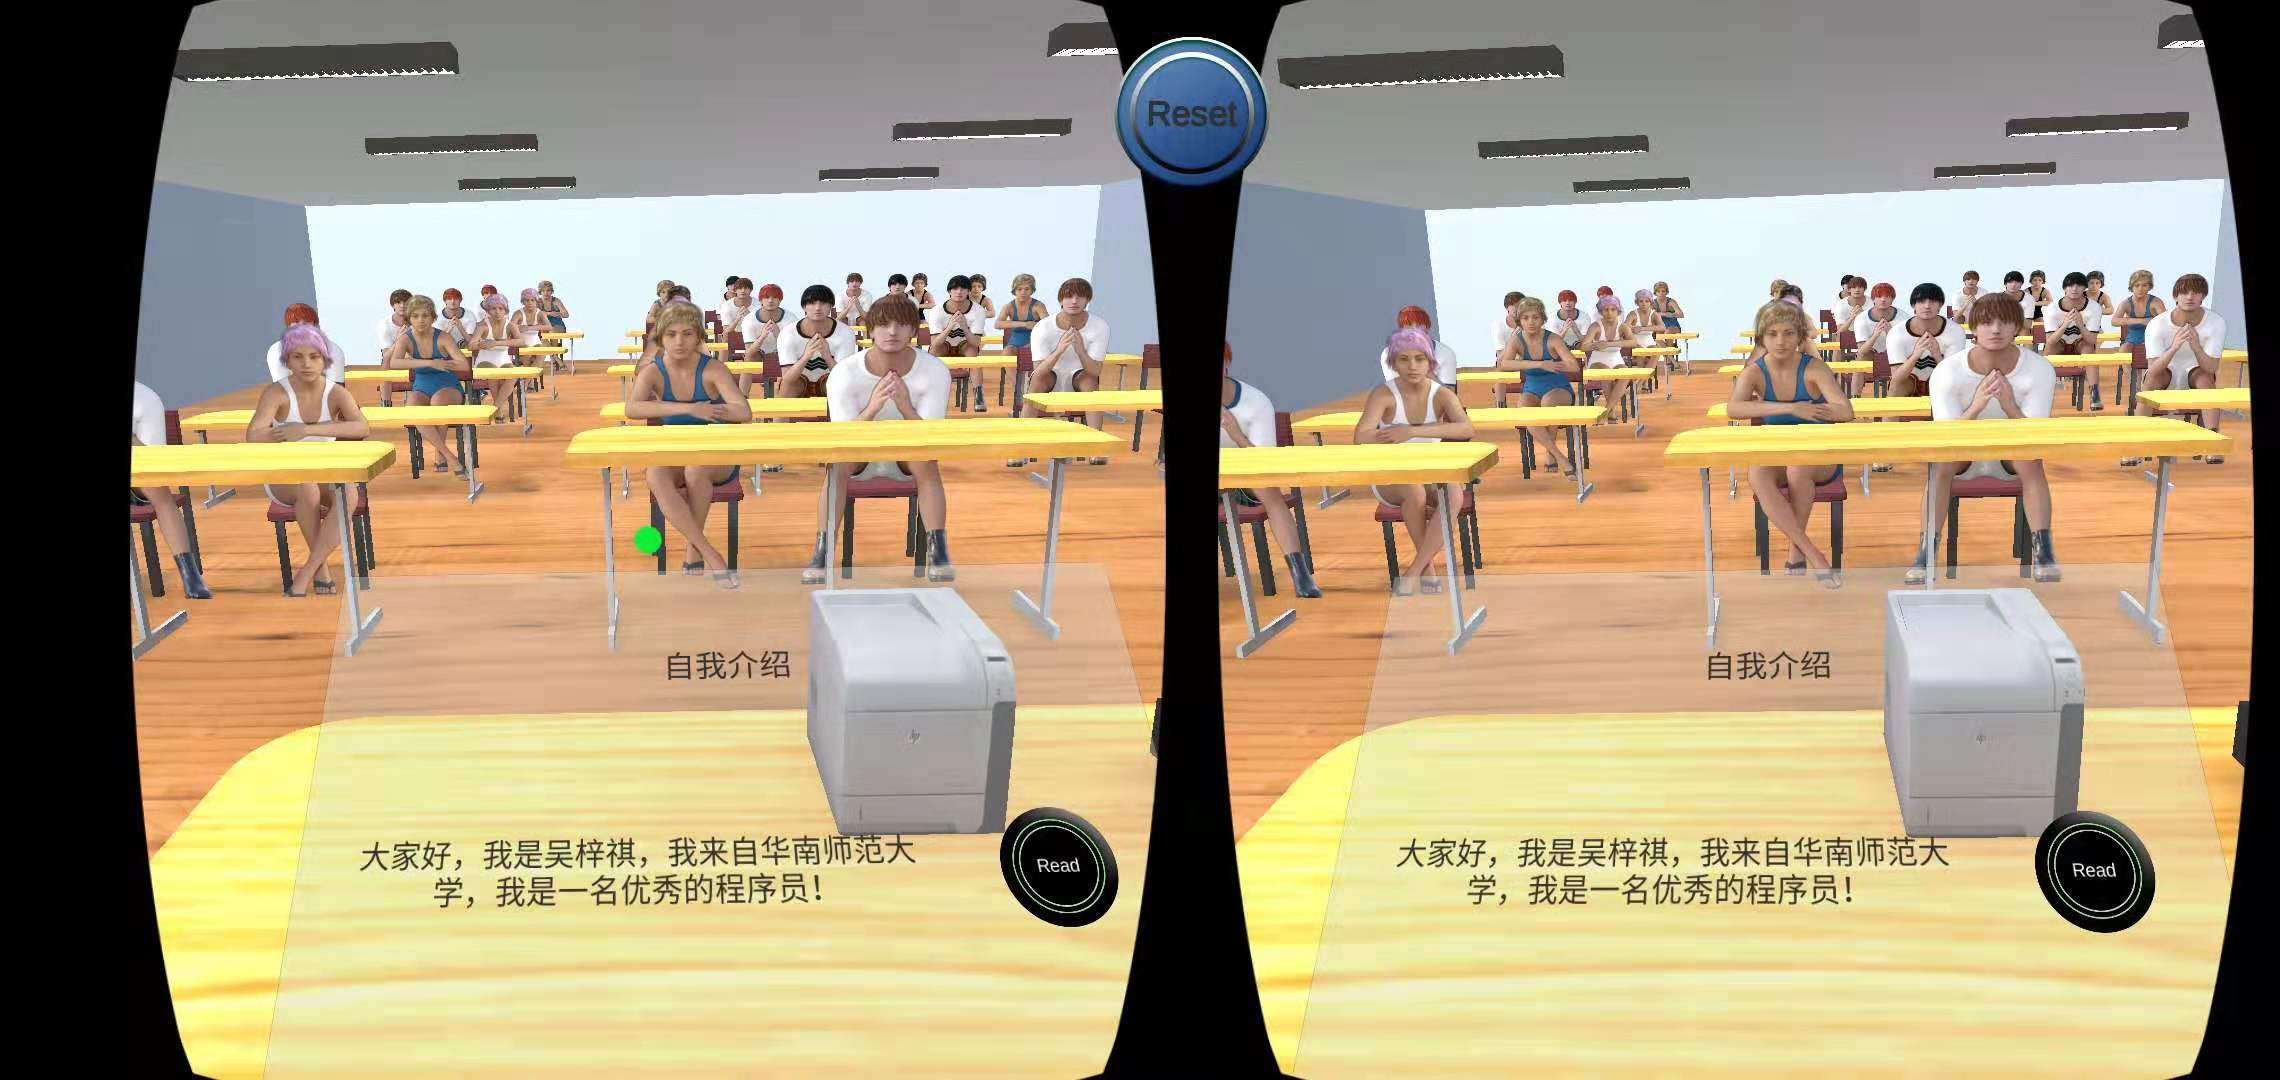 Reset
自我介绍
大家好，我是吴梓祺，我来自华南师范大
学，我是一名优秀的程序员！
Read
自我介绍
大家好，我是吴梓祺，我来自华南师范大
学，我是一名优秀的程序员！
Read